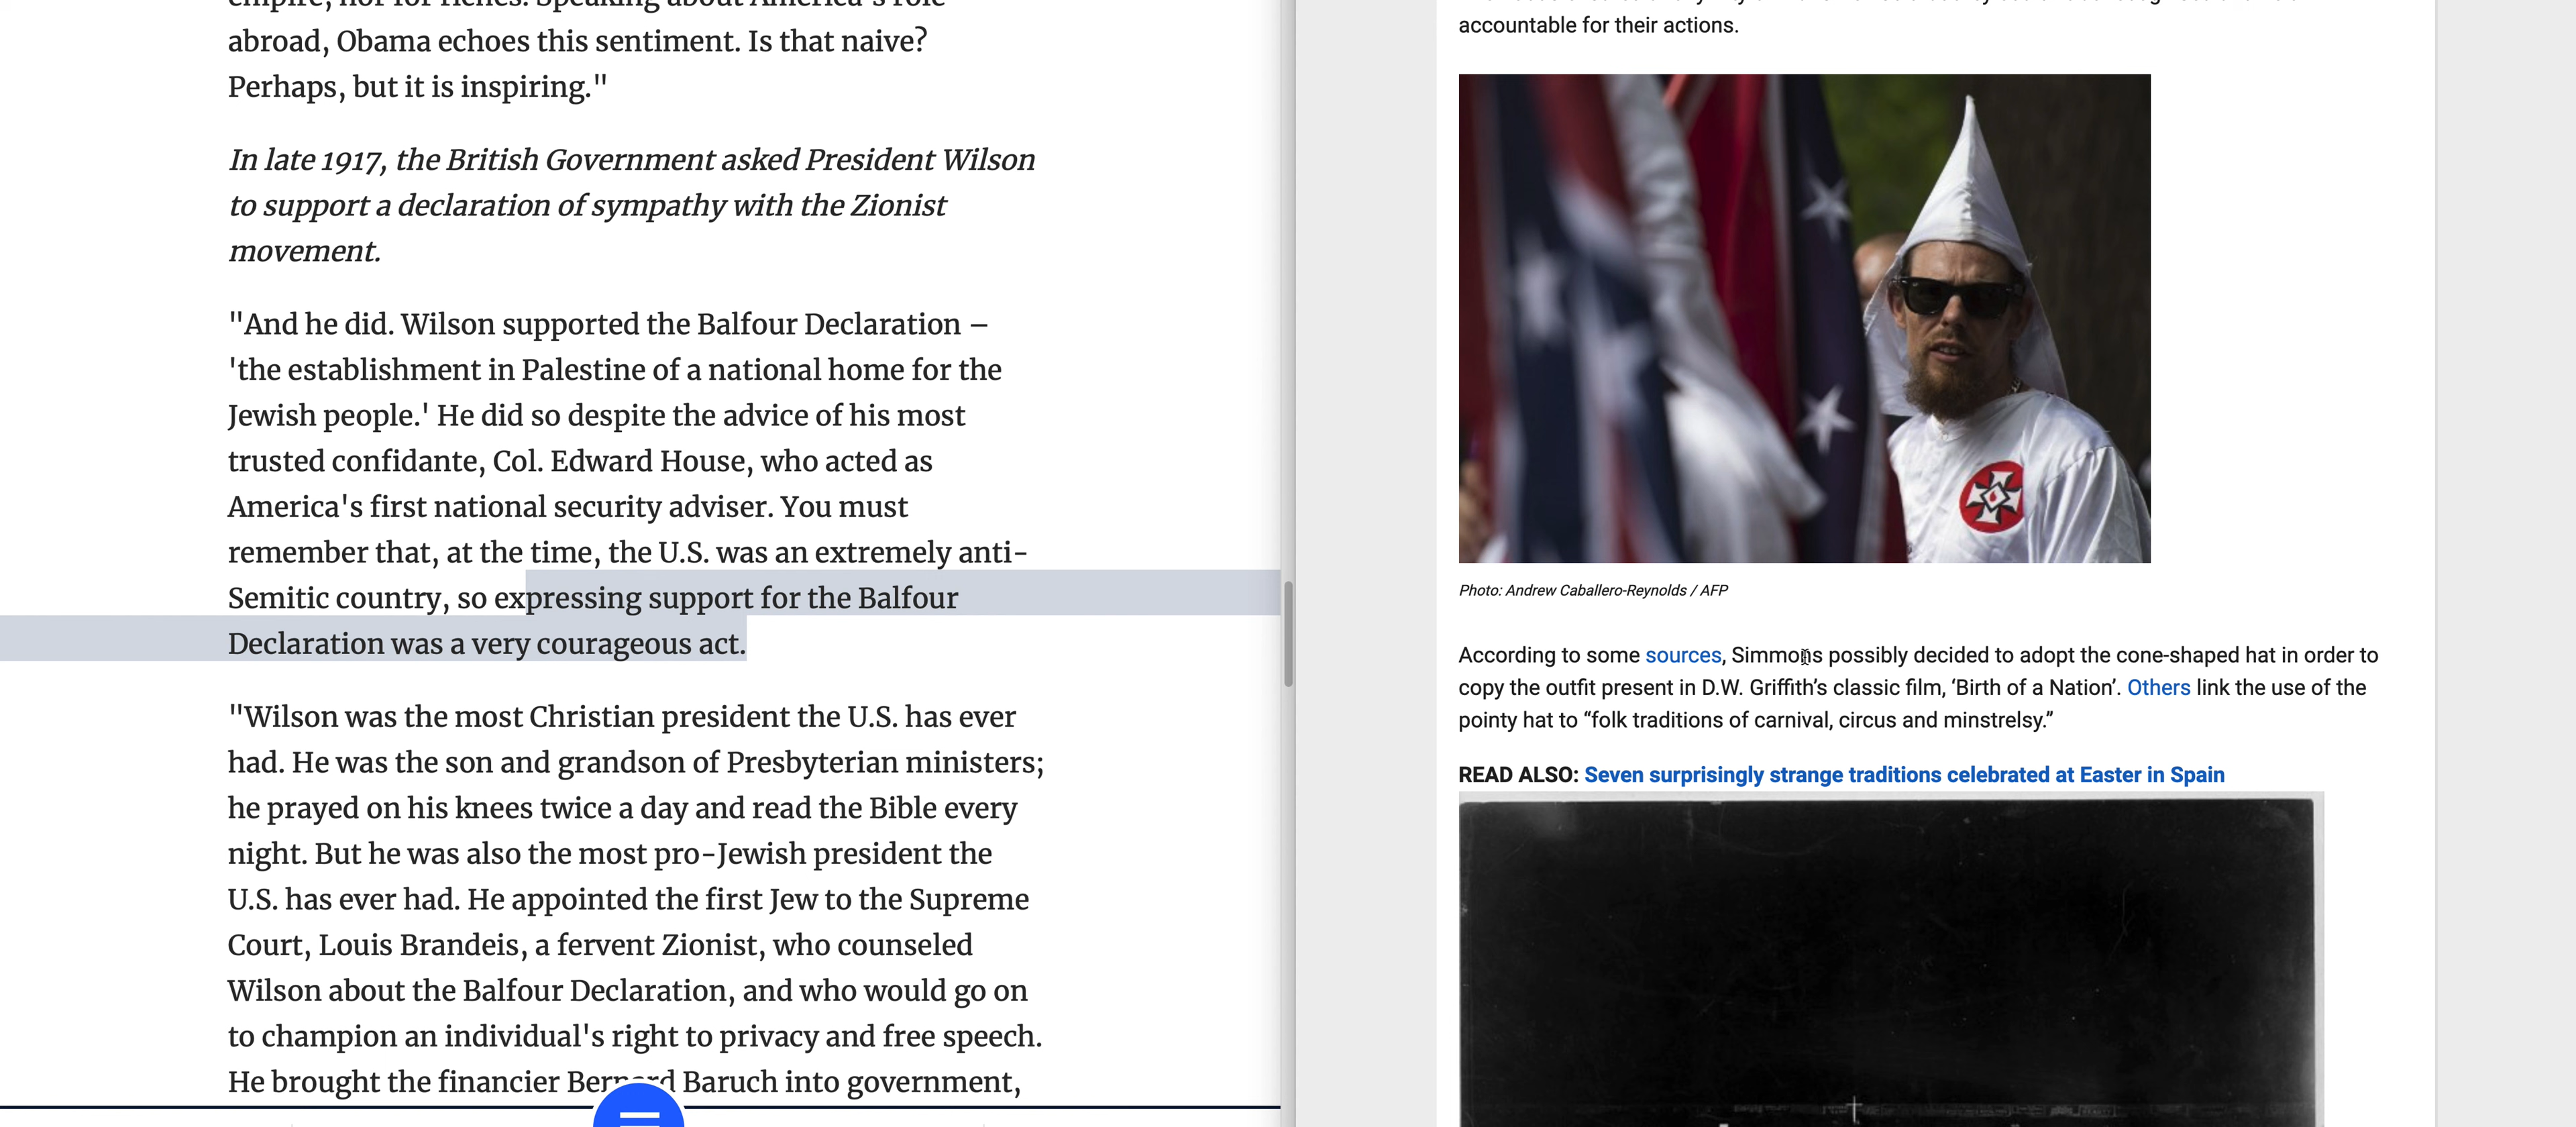 abroad, Obama echoes this sentiment. Is that naive?
Perhaps, but it is inspiring."
In late 1917, the British Government asked President Wilson
to support a declaration of sympathy with the Zionist
movement.
"And he did. Wilson supported the Balfour Declaration –
'the establishment in Palestine of a national home for the
Jewish people.' He did so despite the advice of his most
trusted confidante, Col. Edward House, who acted as
America's first national security adviser. You must
remember that, at the time, the U.S. was an extremely anti-
Semitic country, so expressing support for the Balfour
Declaration was a very courageous act.
"Wilson was the most Christian president the U.S. has ever
had. He was the son and grandson of Presbyterian ministers;
he prayed on his knees twice a day and read the Bible every
night. But he was also the most pro-Jewish president the
U.S. has ever had. He appointed the first Jew to the Supreme
Court, Louis Brandeis, a fervent Zionist, who counseled
Wilson about the Balfour Declaration, and who would go on
to champion an individual's right to privacy and free speech.
He brought the financier Bernard Baruch into government,
accountable for their actions.
Photo: Andrew Caballero-Reynolds / AFP
According to some sources, Simmons possibly decided to adopt the cone-shaped hat in order to
copy the outfit present in D.W. Griffith’s classic film, ‘Birth of a Nation’. Others link the use of the
pointy hat to “folk traditions of carnival, circus and minstrelsy.”
READ ALSO: Seven surprisingly strange traditions celebrated at Easter in Spain